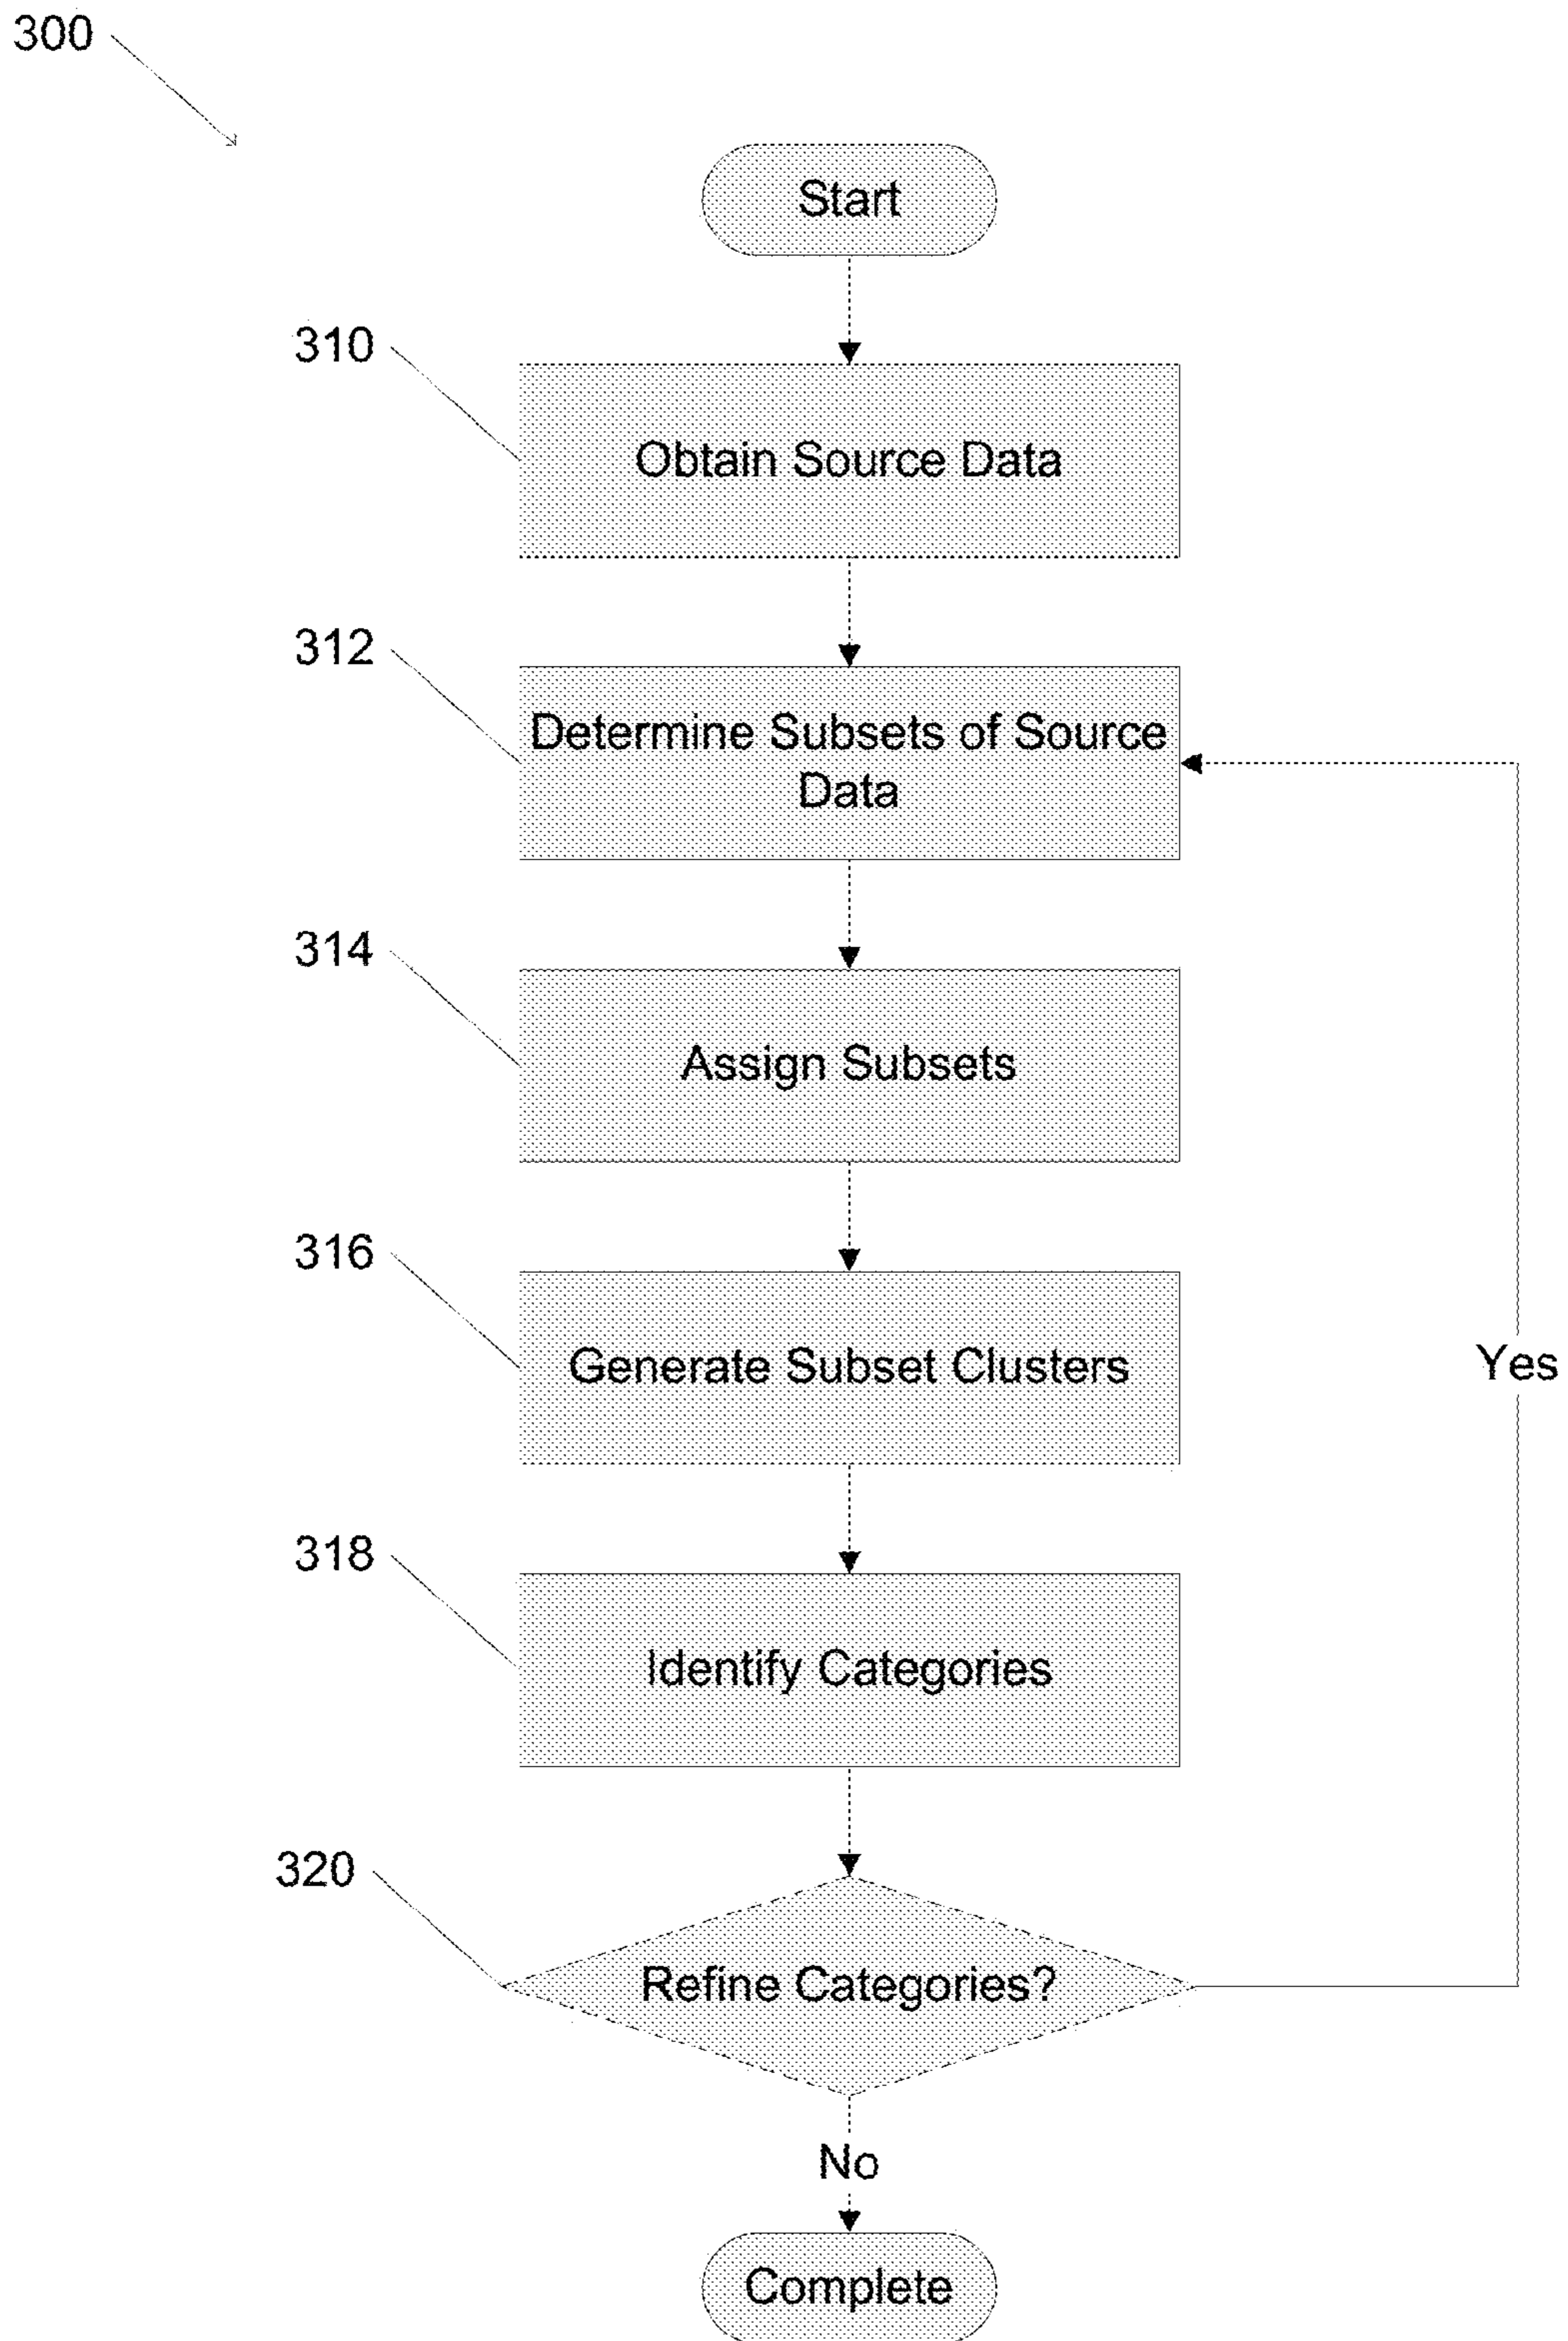 300
Start
310
Obtain Source Data
312
Determine Subsets of Source
Data
314
Assign Subsets
316
Generate Subset Clusters
Yes
318
Identify Categories
320
Refine Categories?
No
Complete